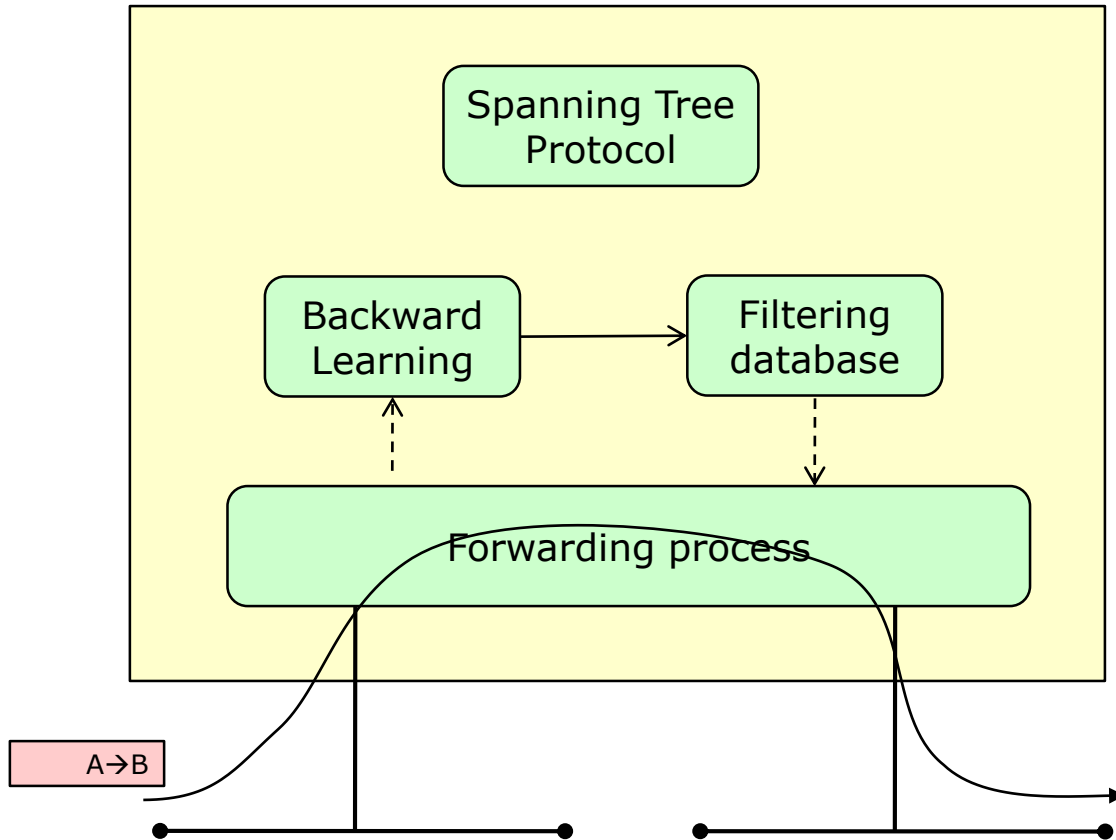 Spanning Tree
Protocol
Backward
Learning
Filtering
database
Forwarding process
A→B